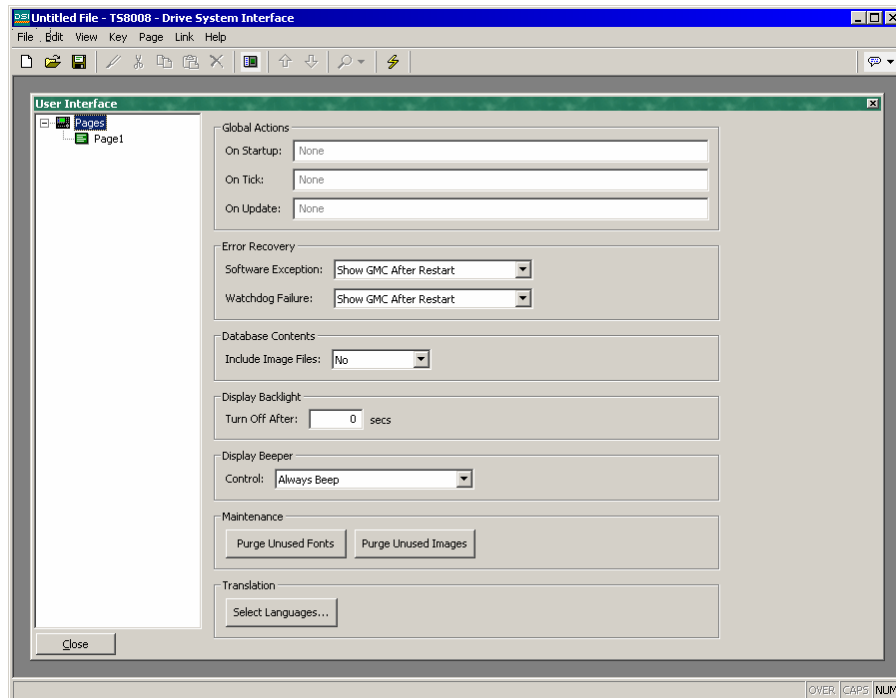 DSI Untitled File - TS8008 - Drive System Interface
File Edit View Key Page Link Help
User Interface
Pages
Page1
Global Actions
On Startup: None
On Tick: None
On Update: None
Error Recovery
Software Exception: Show GMC After Restart
Watchdog Failure: Show GMC After Restart
Database Contents
Include Image Files: No
Display Backlight
Turn Off After: 0 secs
Display Beeper
Control: Always Beep
Maintenance
Purge Unused Fonts Purge Unused Images
Translation
Select Languages...
Close
OVER CAPS NUM